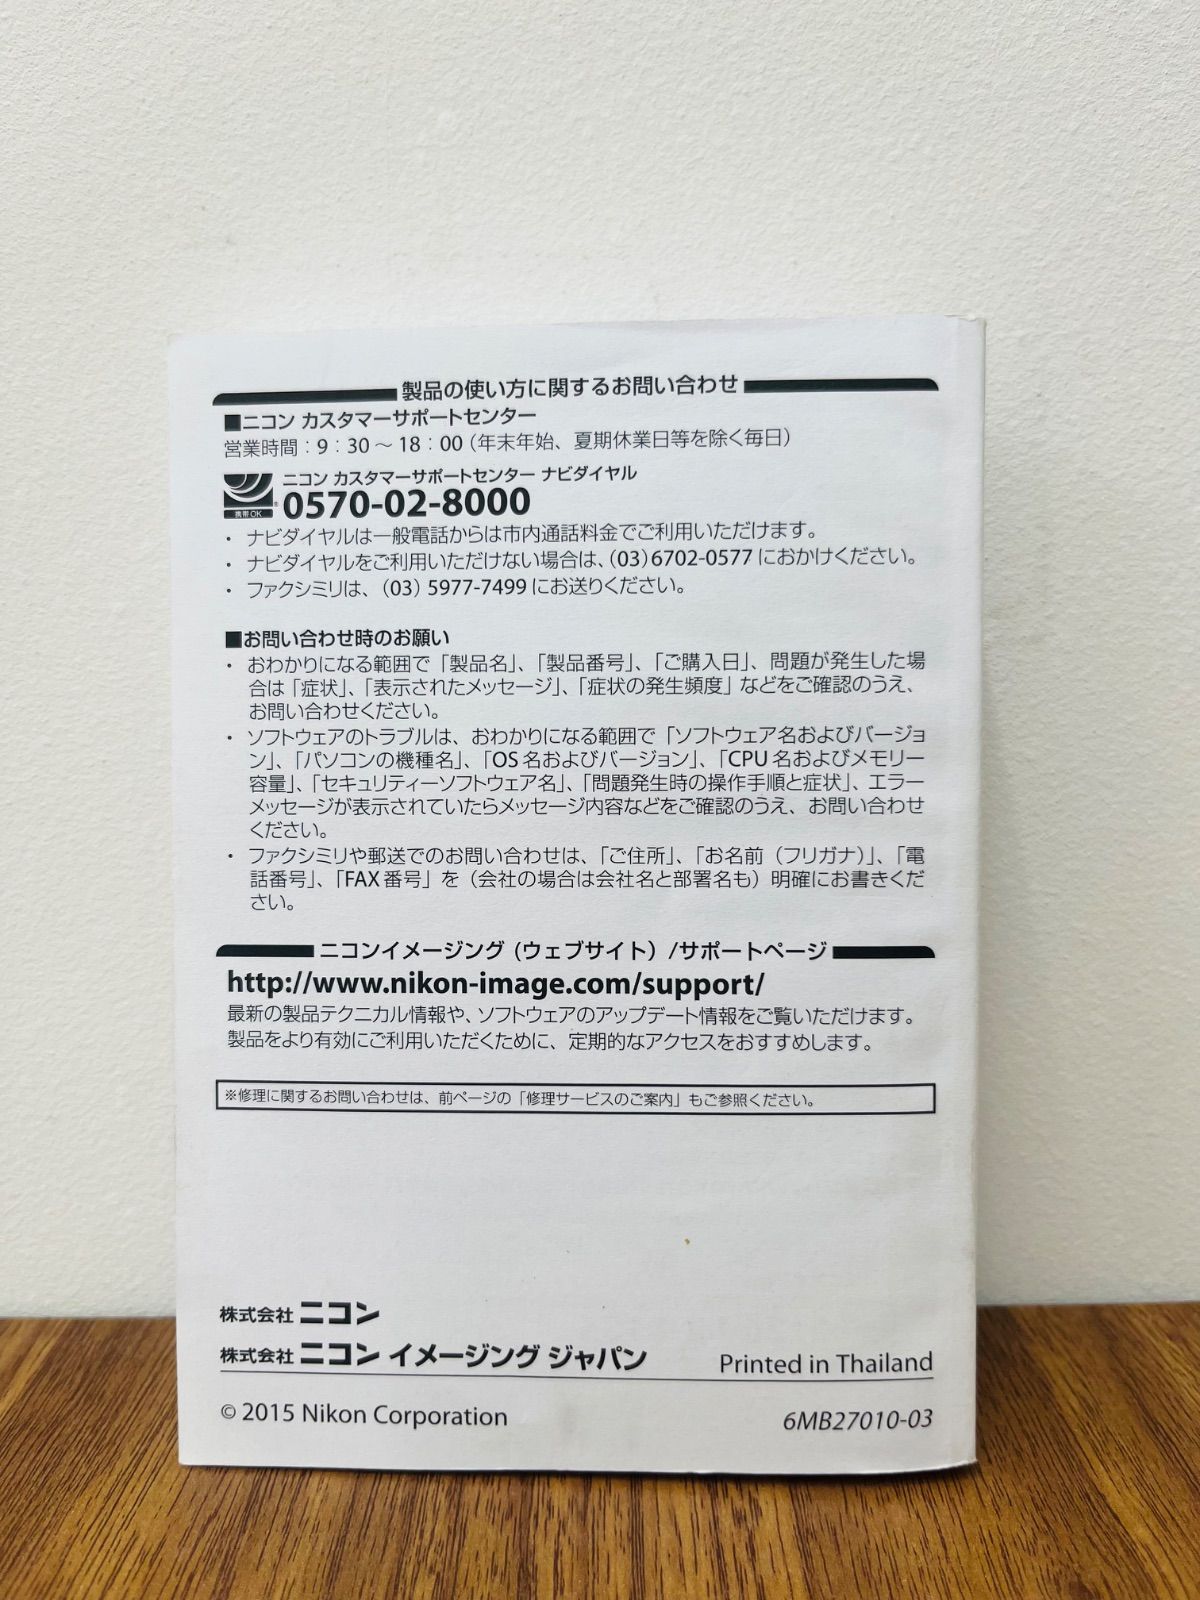 製品の使い方に関するお問い合わせ
■ニコン カスタマーサポートセンター
営業時間：9：30～18：00（年末年始、夏期休業日等を除く毎日）
ニコン カスタマーサポートセンター ナビダイヤル
携帯OK
0570-02-8000
・ ナビダイヤルは一般電話からは市内通話料金でご利用いただけます。
・ ナビダイヤルをご利用いただけない場合は、（03）6702-0577 におかけください。
・ ファクシミリは、（03）5977-7499 にお送りください。
■お問い合わせ時のお願い
・ おわかりになる範囲で「製品名」、「製品番号」、「ご購入日」、問題が発生した場
合は「症状」、「表示されたメッセージ」、「症状の発生頻度」などをご確認のうえ、
お問い合わせください。
・ ソフトウェアのトラブルは、おわかりになる範囲で「ソフトウェア名およびバージョ
ン」、「パソコンの機種名」、「OS 名およびバージョン」、「CPU 名およびメモリー
容量」、「セキュリティーソフトウェア名」、「問題発生時の操作手順と症状」、エラー
メッセージが表示されていたらメッセージ内容などをご確認のうえ、お問い合わせ
ください。
・ ファクシミリや郵送でのお問い合わせは、「ご住所」、「お名前（フリガナ）」、「電
話番号」、「FAX 番号」を（会社の場合は会社名と部署名も）明確にお書きくだ
さい。
ニコンイメージング（ウェブサイト）/サポートページ
http://www.nikon-image.com/support/
最新の製品テクニカル情報や、ソフトウェアのアップデート情報をご覧いただけます。
製品をより有効にご利用いただくために、定期的なアクセスをおすすめします。
※修理に関するお問い合わせは、前ページの「修理サービスのご案内」もご参照ください。
株式会社 ニコン
株式会社 ニコン イメージング ジャパン
Printed in Thailand
© 2015 Nikon Corporation
6MB27010-03